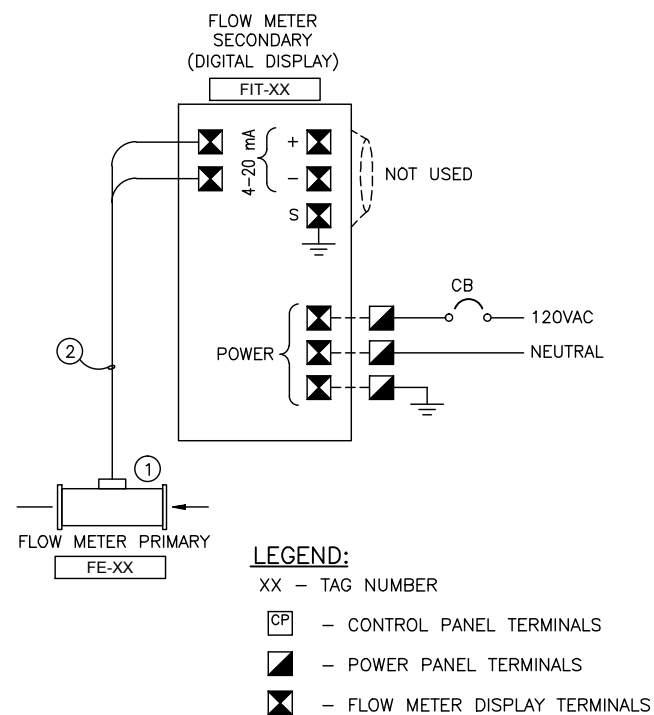 FLOW METER
SECONDARY
(DIGITAL DISPLAY)
FIT-XX
4-20 mA
+
-
S
NOT USED
CB
120VAC
POWER
NEUTRAL
2
1
FLOW METER PRIMARY
FE-XX
LEGEND:
XX - TAG NUMBER
CP - CONTROL PANEL TERMINALS
- POWER PANEL TERMINALS
- FLOW METER DISPLAY TERMINALS